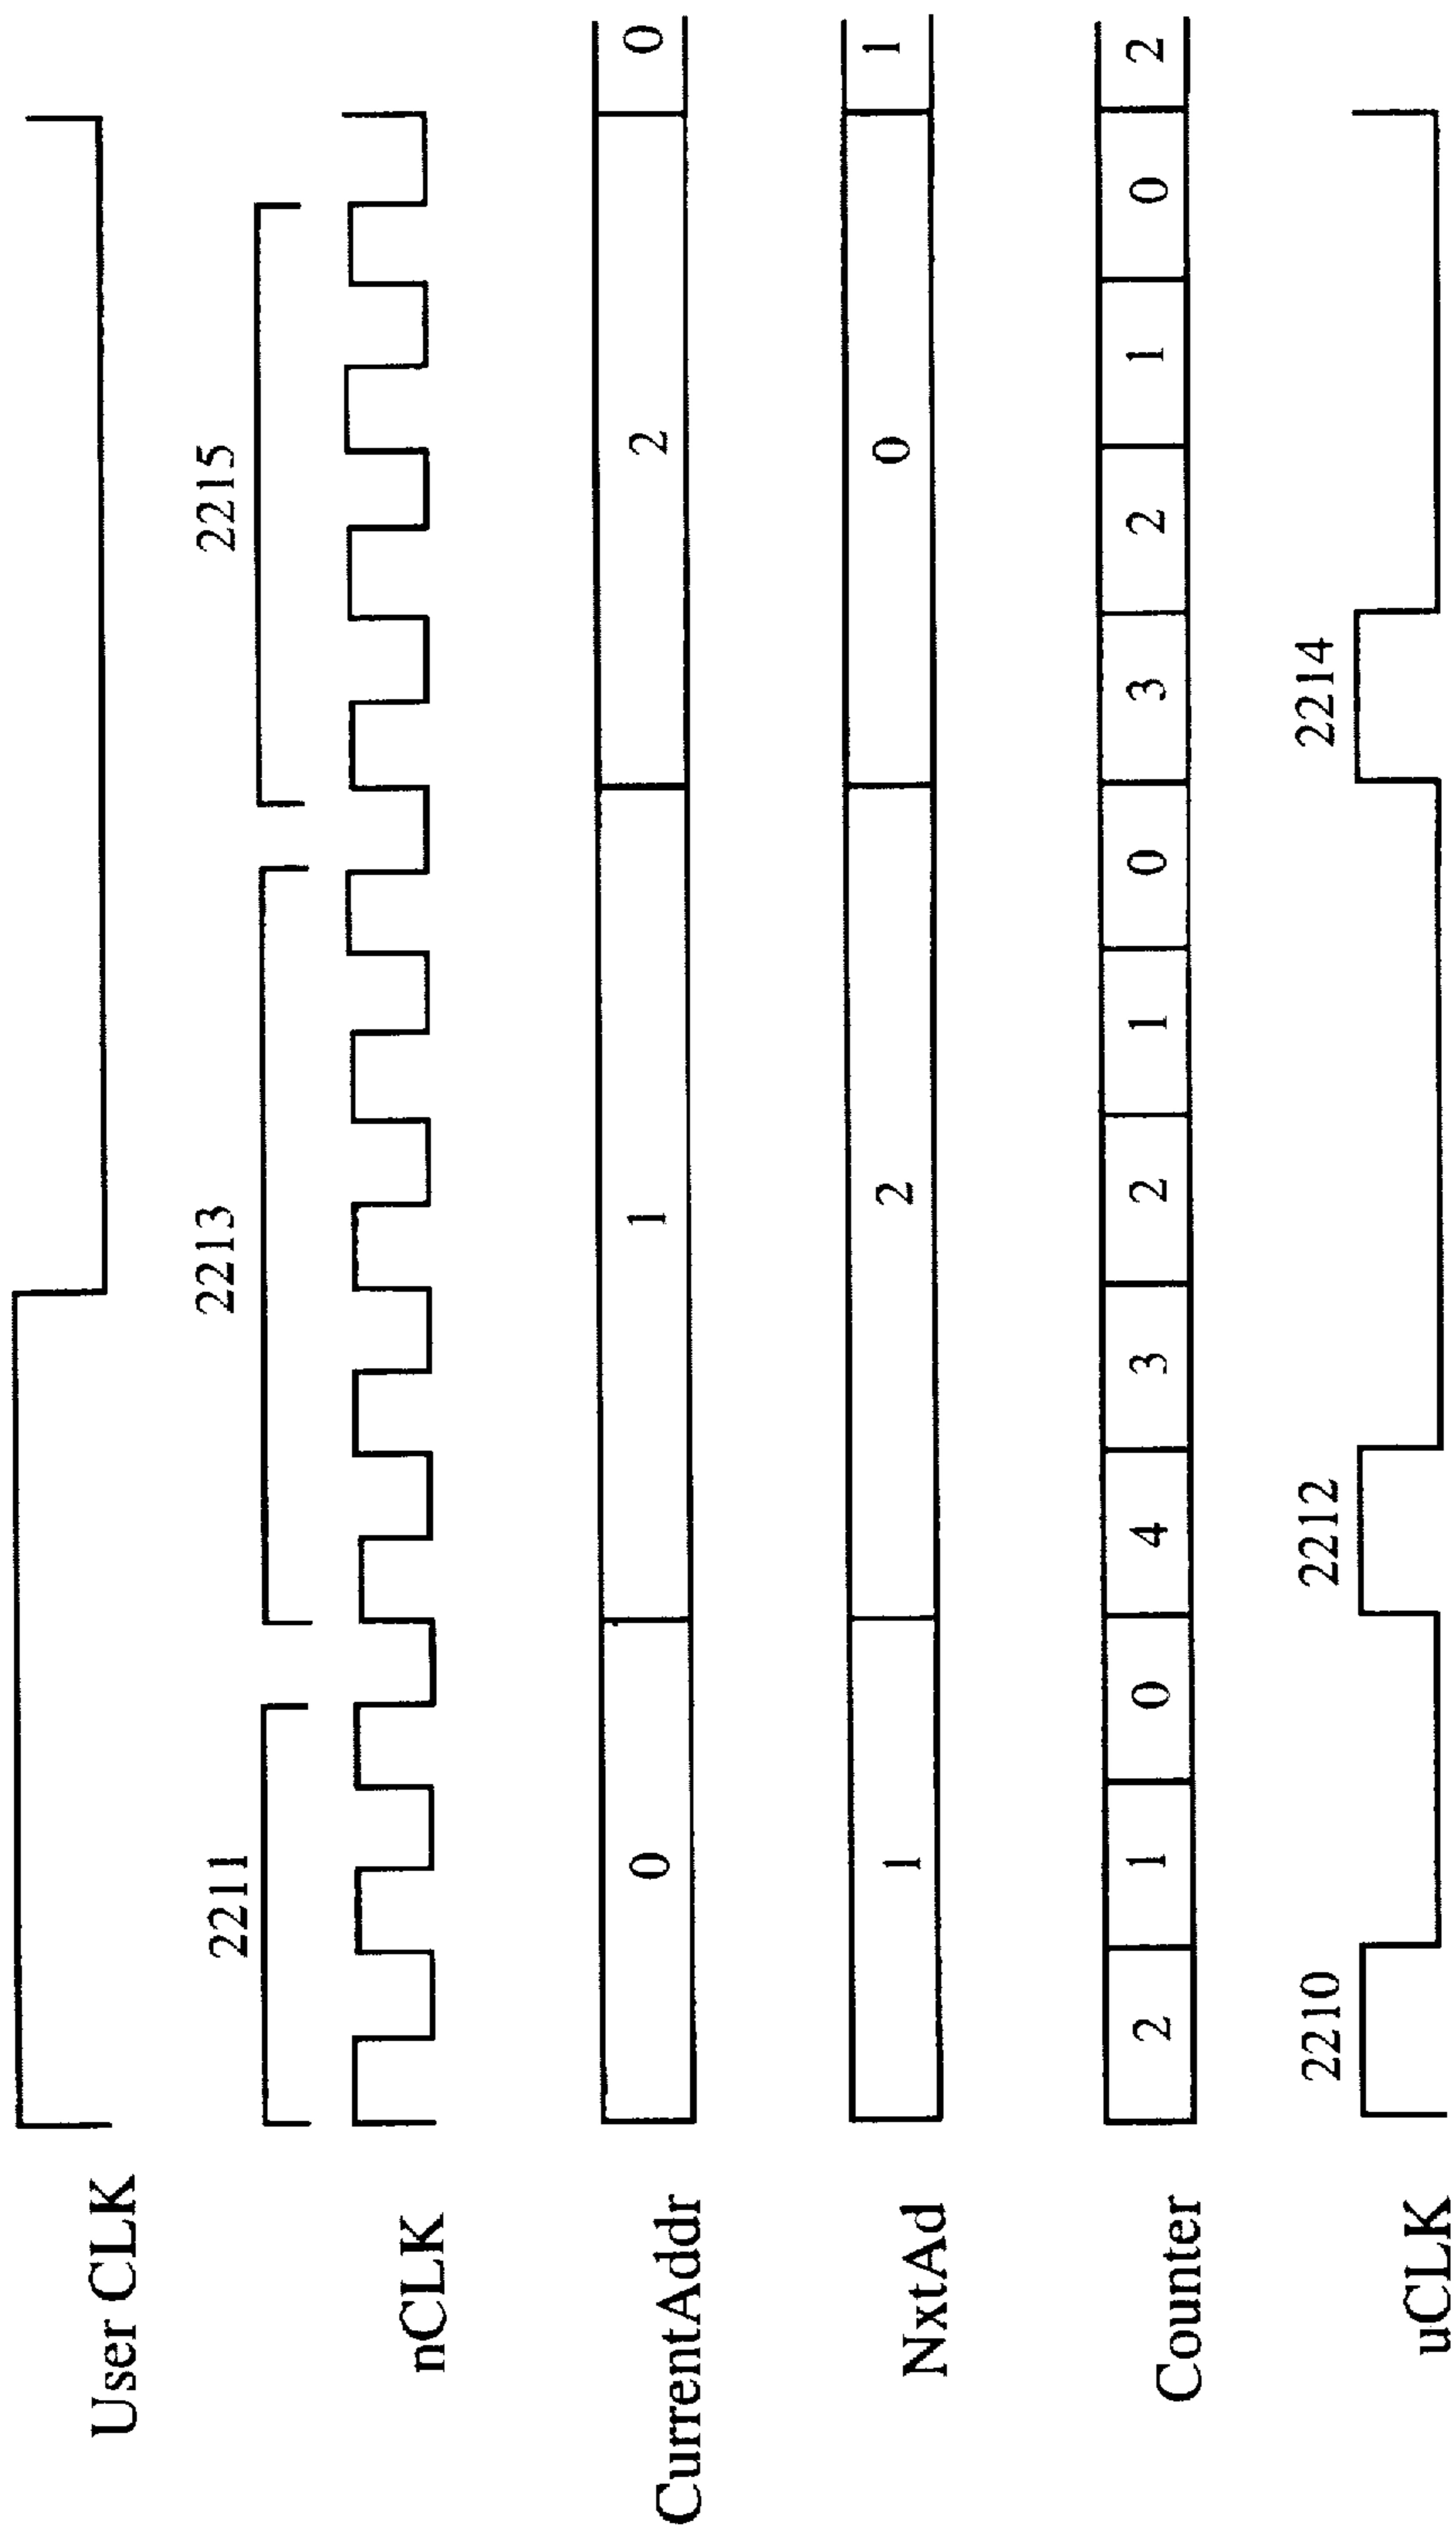 User CLK
2211 2213 2215
nCLK
CurrentAddr 0 1 2 0
NxtAd 1 2 0 1
Counter 2 1 0 4 3 2 1 0 3 2 1 0 2
2210 2212 2214
uCLK